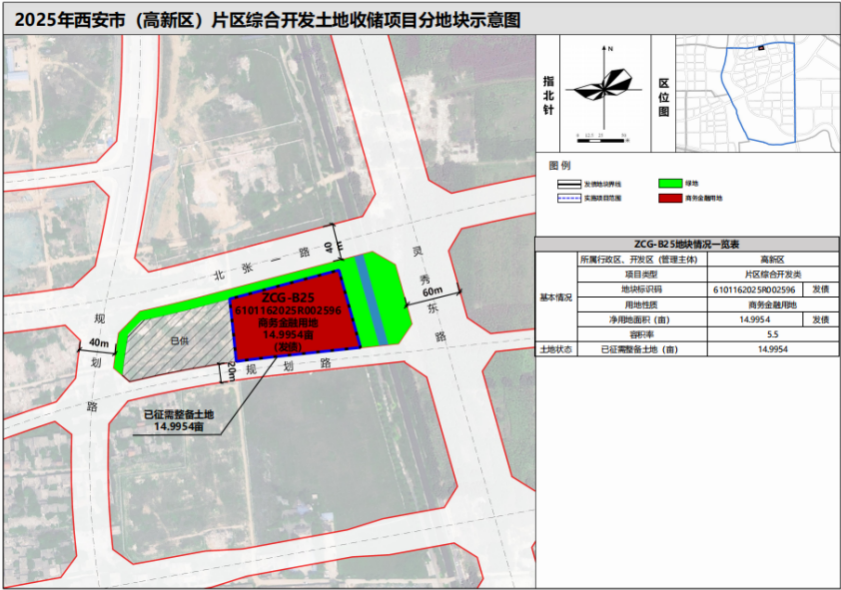 2025年西安市（高新区）片区综合开发土地收储项目分地块示意图
指北针
N
区位图
图例
发债地块界线
绿地
实施项目范围
商务金融用地
ZCG-B25地块情况一览表
基本情况
所属行政区、开发区（管理主体） 高新区
项目类型 片区综合开发类
地块标识码 6101162025R002596 发债
用地性质 商务金融用地
净用地面积（亩） 14.9954 发债
容积率 5.5
土地状态 已征需整备土地（亩） 14.9954
北张一路
40m
灵秀东路
60m
规划路
40m
已供
ZCG-B25
6101162025R002596
商务金融用地
14.9954亩
（发债）
20m
规划路
已征需整备土地
14.9954亩